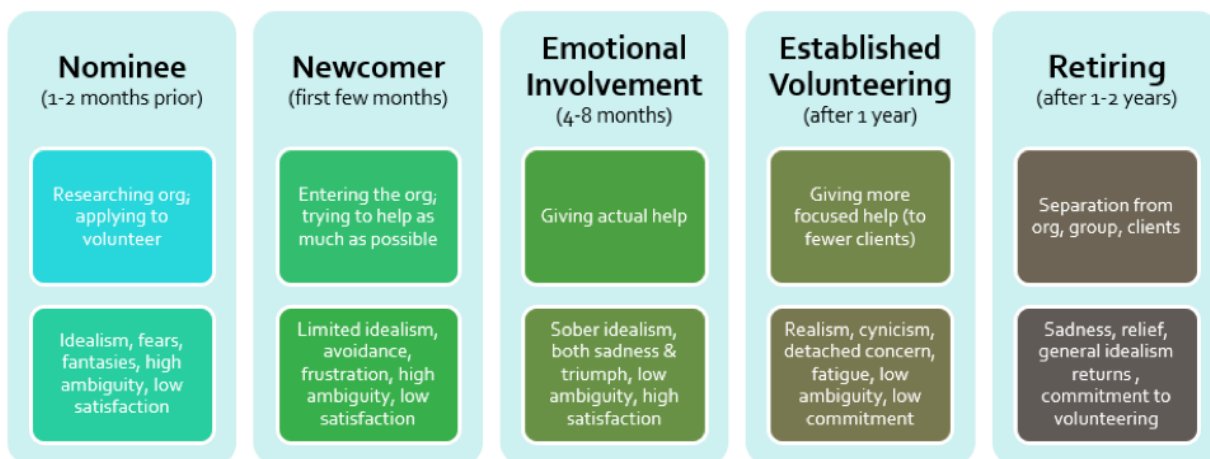 Nominee
(1-2 months prior)
Researching org;
applying to
volunteer
Idealism, fears,
fantasies, high
ambiguity, low
satisfaction
Newcomer
(first few months)
Entering the org;
trying to help as
much as possible
Limited idealism,
avoidance,
frustration, high
ambiguity, low
satisfaction
Emotional
Involvement
(4-8 months)
Giving actual help
Sober idealism,
both sadness &
triumph, low
ambiguity, high
satisfaction
Established
Volunteering
(after 1 year)
Giving more
focused help (to
fewer clients)
Realism, cynicism,
detached concern,
fatigue, low
ambiguity, low
commitment
Retiring
(after 1-2 years)
Separation from
org, group, clients
Sadness, relief,
general idealism
returns ,
commitment to
volunteering